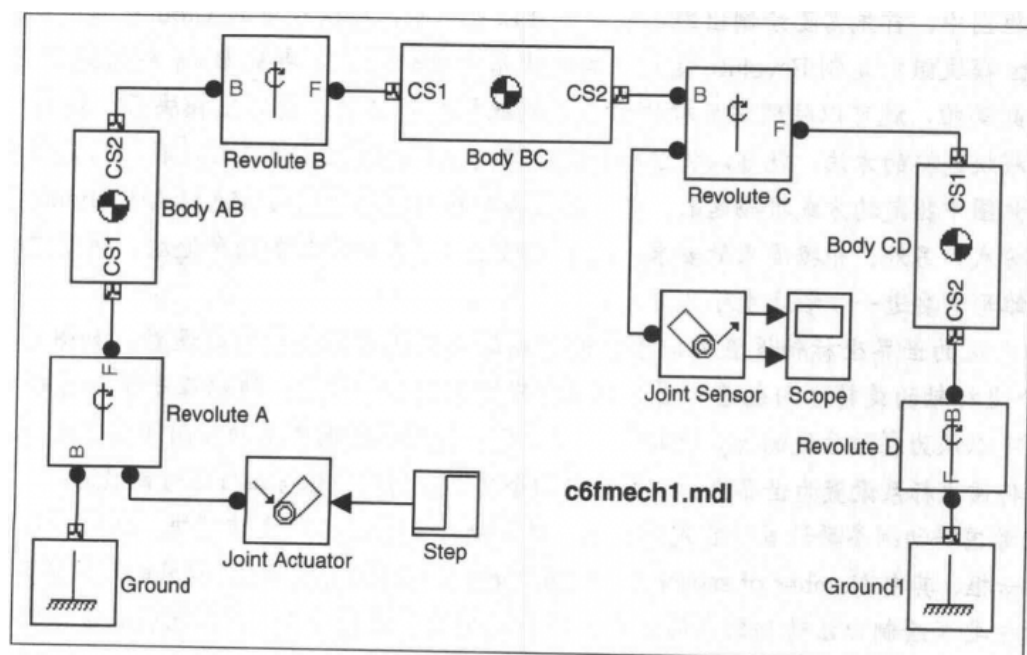 B
F
CS1
CS2
B
F
Revolute B
Body BC
Revolute C
CS2
CS1
Body AB
CS1
CS2
Body CD
F
B
Revolute A
Joint Sensor
Scope
B
F
Revolute D
c6fmech1.mdl
Joint Actuator
Step
Ground
Ground1